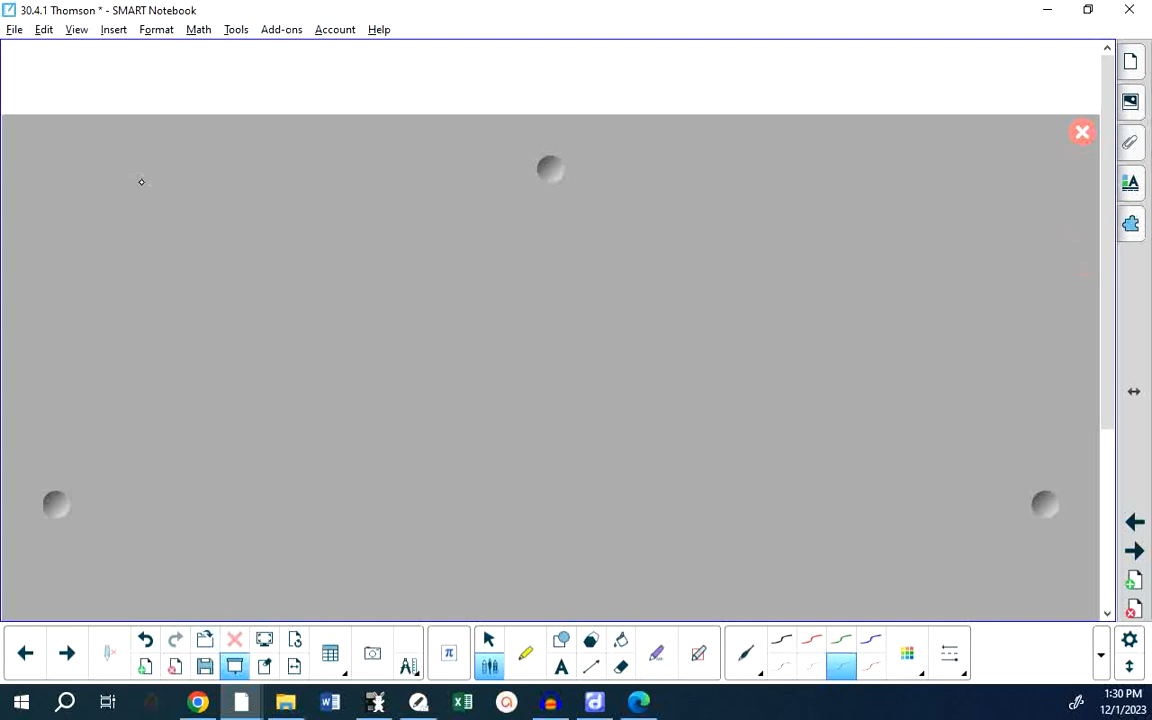 30.4.1 Thomson * - SMART Notebook
File Edit View Insert Format Math Tools Add-ons Account Help
1:30 PM
12/1/2023